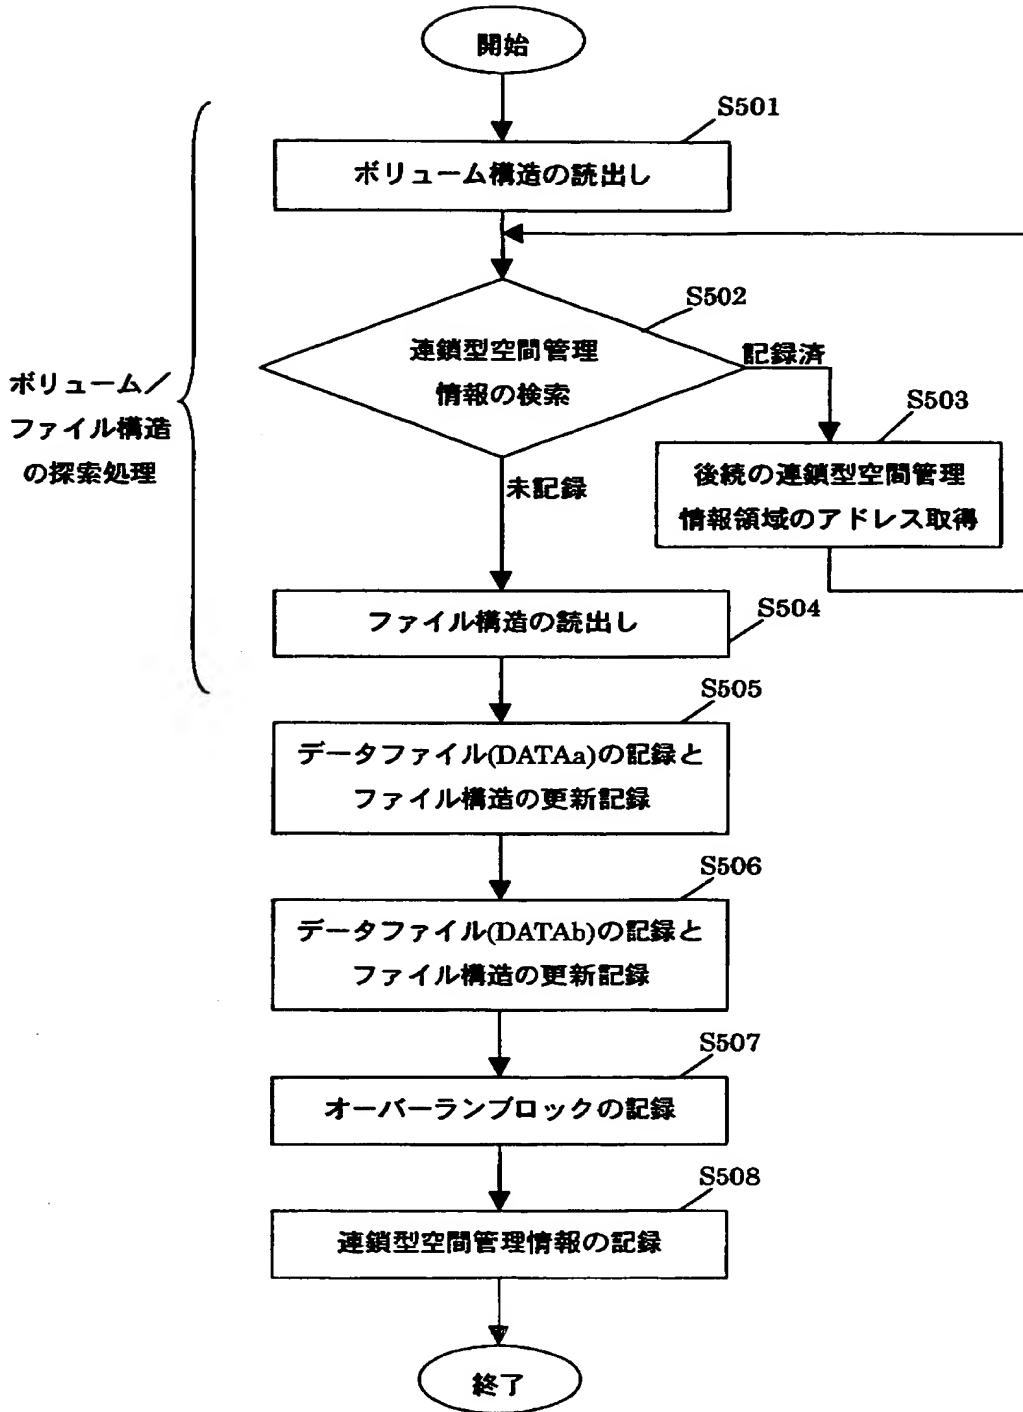 開始
S501
ボリューム構造の読出し
S502
連鎖型空間管理
情報の検索
記録済
S503
後続の連鎖型空間管理
情報領域のアドレス取得
ボリューム／
ファイル構造
の探索処理
未記録
ファイル構造の読出し
S504
S505
データファイル(DATAa)の記録と
ファイル構造の更新記録
S506
データファイル(DATAb)の記録と
ファイル構造の更新記録
S507
オーバーランブロックの記録
S508
連鎖型空間管理情報の記録
終了